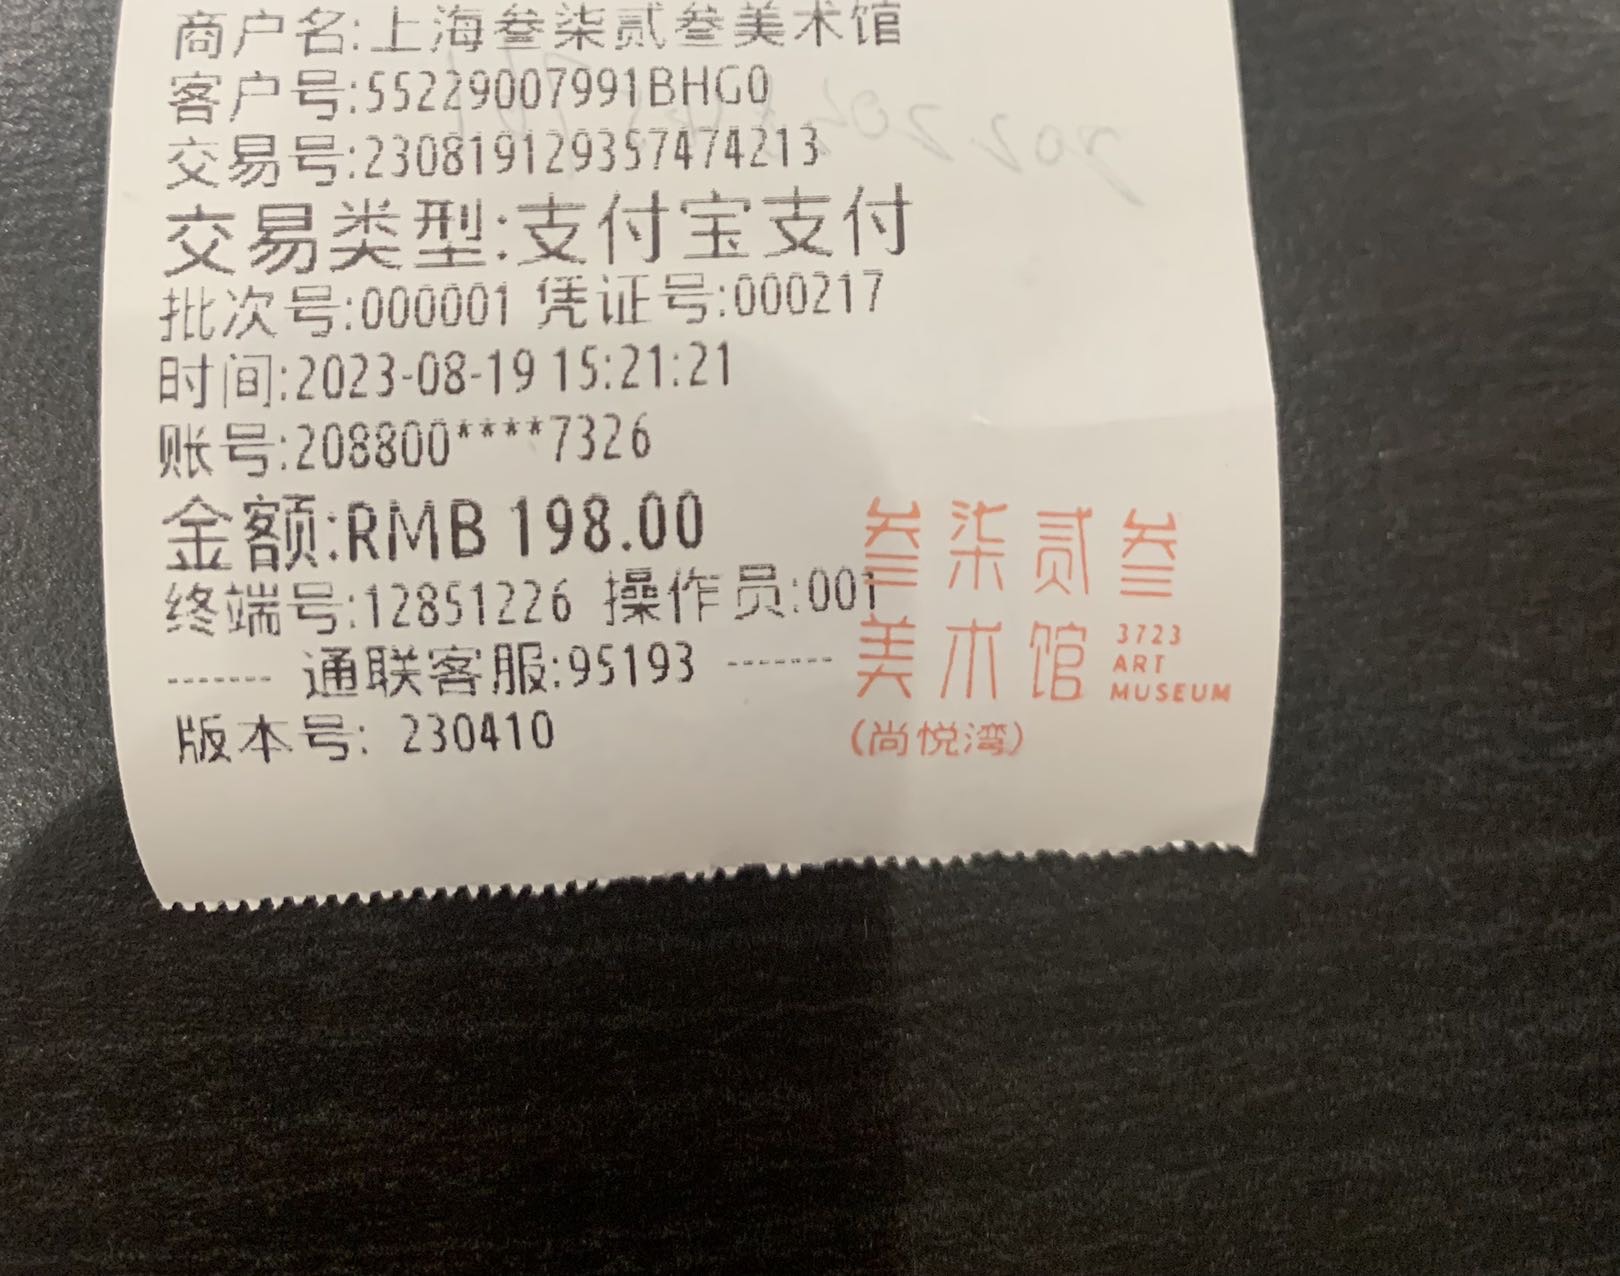 商户名:上海叁柒贰叁美术馆
客户号:55229007991BHG0
交易号:230819129357474213
交易类型:支付宝支付
批次号:000001 凭证号:000217
时间:2023-08-19 15:21:21
账号:208800****7326
金额:RMB 198.00
终端号:12851226 操作员:001
------- 通联客服:95193 -------
版本号: 230410
叁柒贰叁
美术馆
3723
ART
MUSEUM
(尚悦湾)